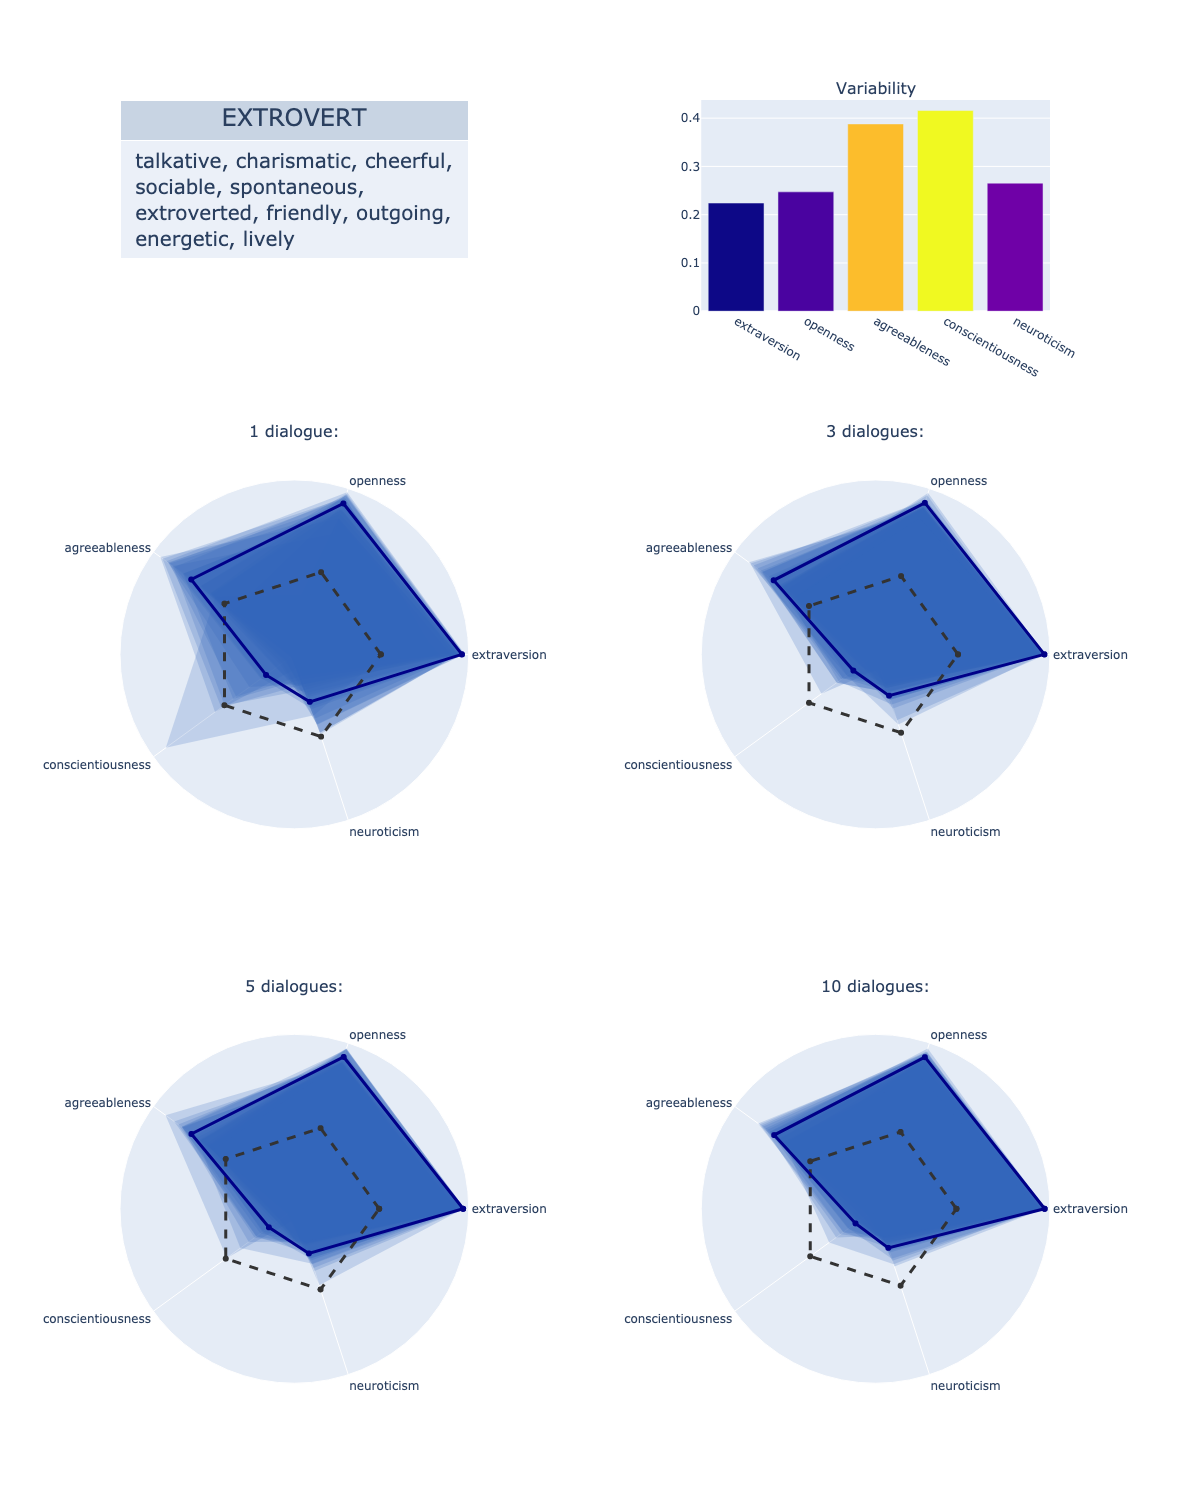 EXTROVERT
talkative, charismatic, cheerful,
sociable, spontaneous,
extroverted, friendly, outgoing,
energetic, lively
Variability
0.4
0.3
0.2
0.1
0
extraversion
openness
agreeableness
conscientiousness
neuroticism
1 dialogue:
openness
agreeableness
extraversion
conscientiousness
neuroticism
3 dialogues:
openness
agreeableness
extraversion
conscientiousness
neuroticism
5 dialogues:
openness
agreeableness
extraversion
conscientiousness
neuroticism
10 dialogues:
openness
agreeableness
extraversion
conscientiousness
neuroticism